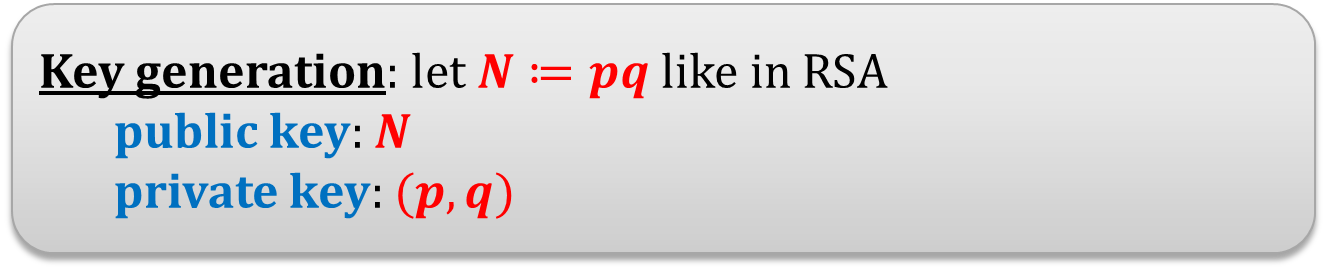 Key generation: let N ≔ pq like in RSA
public key: N
private key: (p, q)